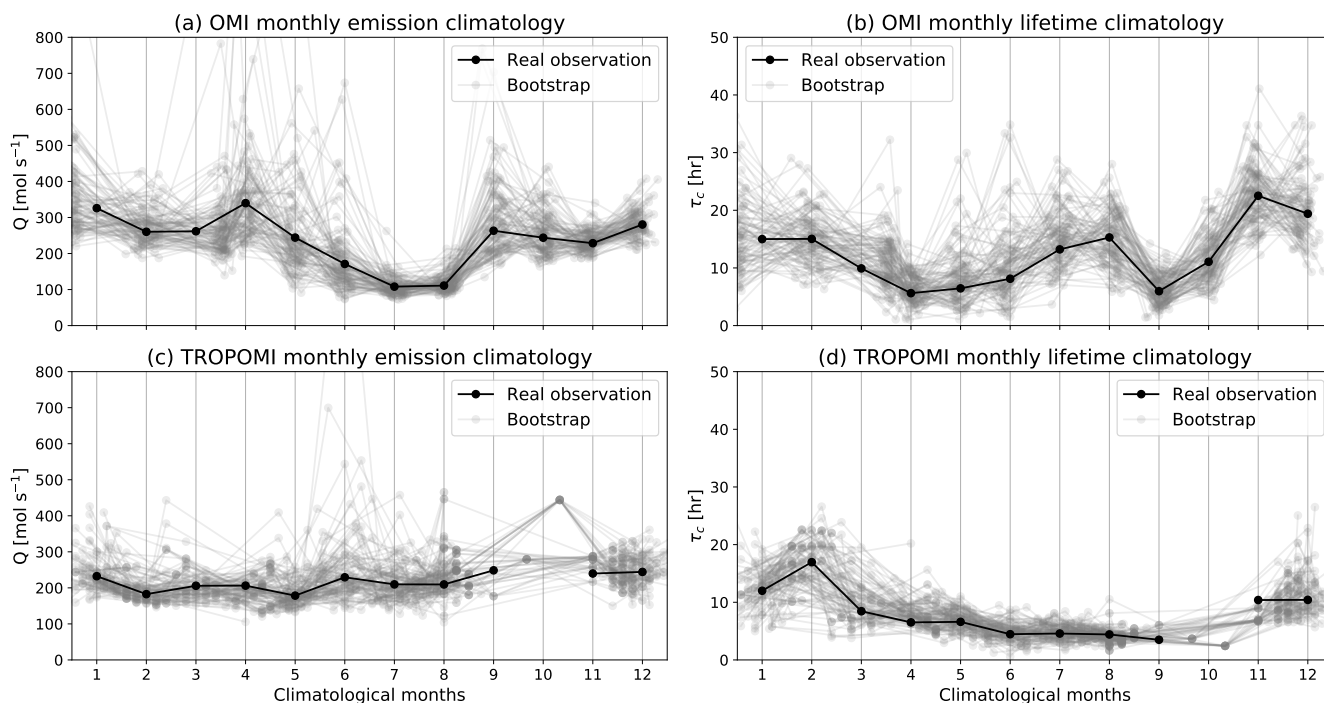 (a) OMI monthly emission climatology
800
700
600
500
400
300
200
100
0
Q [mol s⁻¹]
Real observation
Bootstrap
(b) OMI monthly lifetime climatology
50
40
30
20
10
0
τc [hr]
Real observation
Bootstrap
(c) TROPOMI monthly emission climatology
800
700
600
500
400
300
200
100
0
Q [mol s⁻¹]
Real observation
Bootstrap
1 2 3 4 5 6 7 8 9 10 11 12
Climatological months
(d) TROPOMI monthly lifetime climatology
50
40
30
20
10
0
τc [hr]
Real observation
Bootstrap
1 2 3 4 5 6 7 8 9 10 11 12
Climatological months